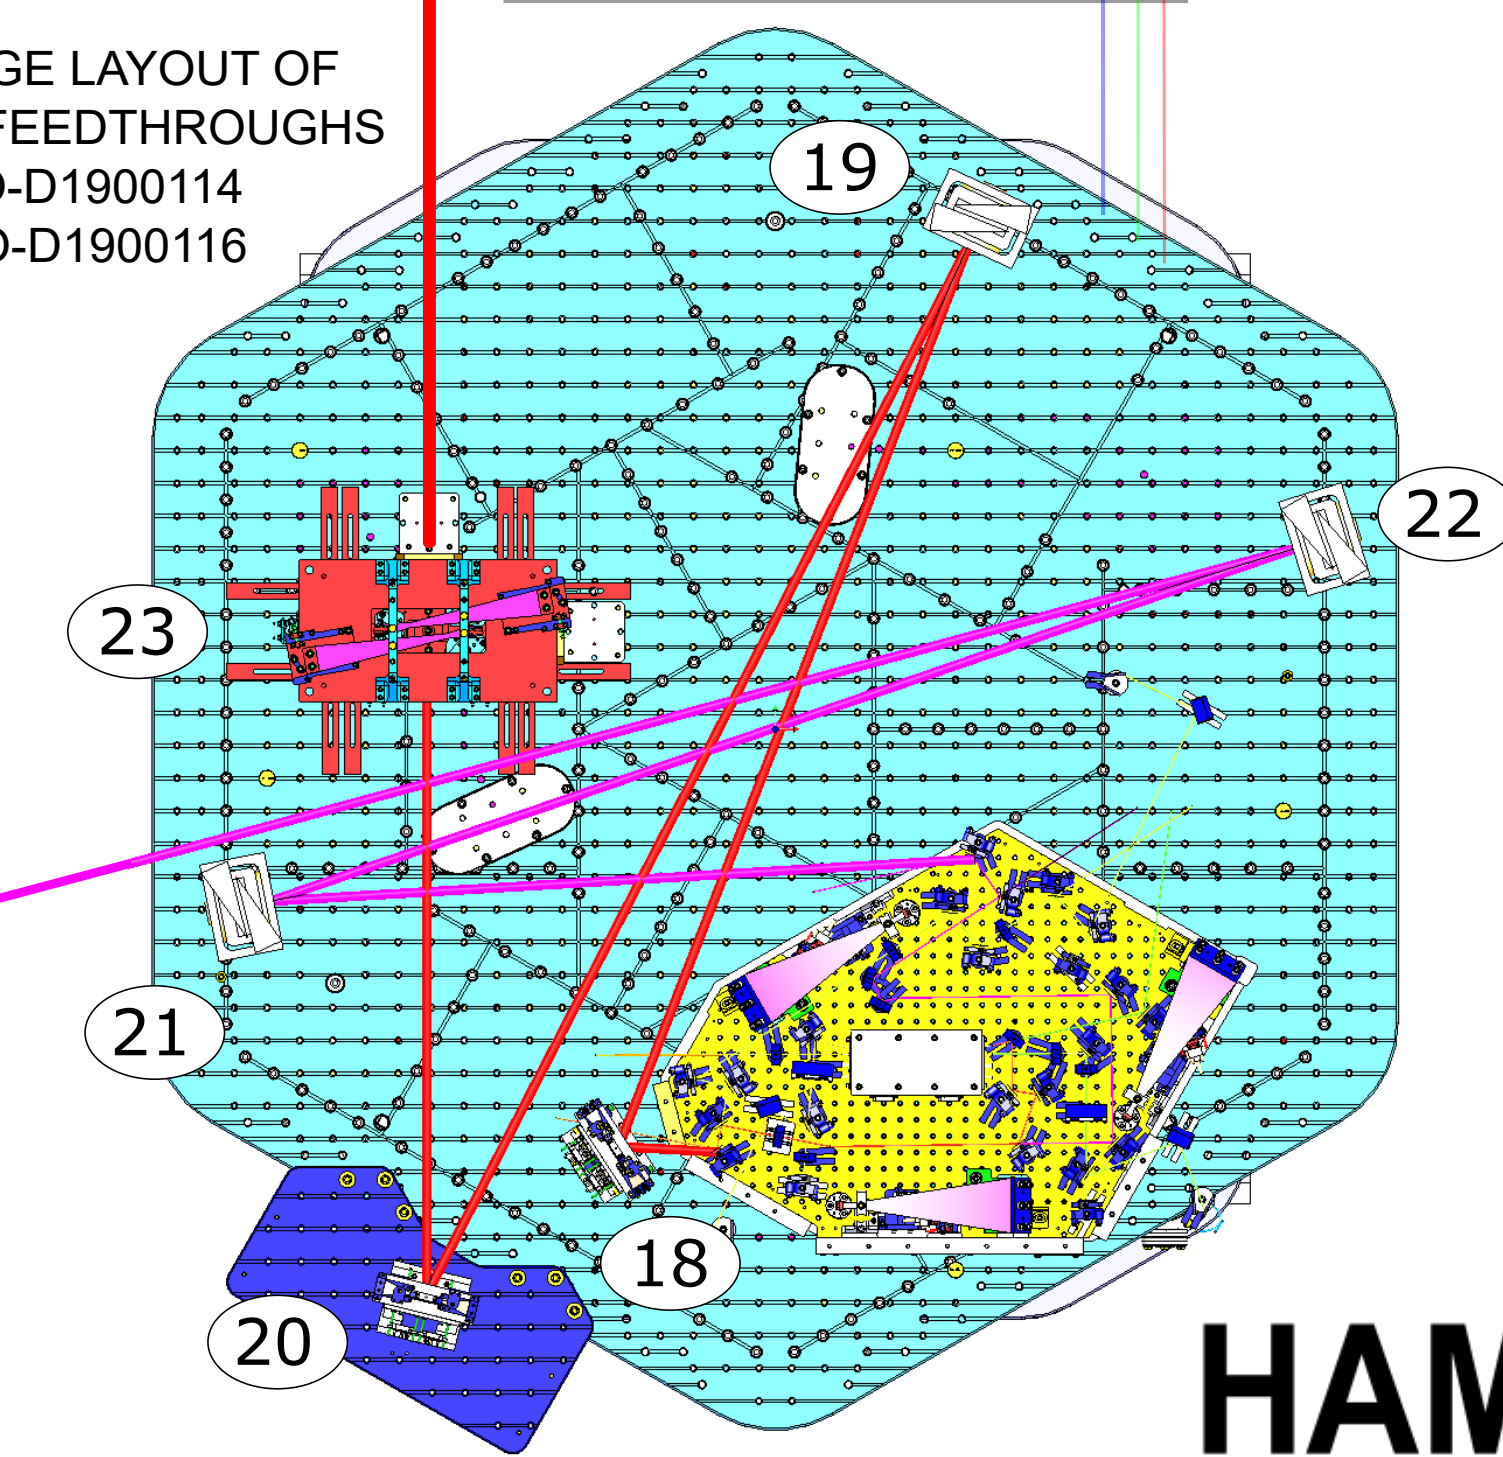 GE LAYOUT OF
FEEDTHROUGHS
-D1900114
-D1900116
19
22
23
21
18
20
HAM